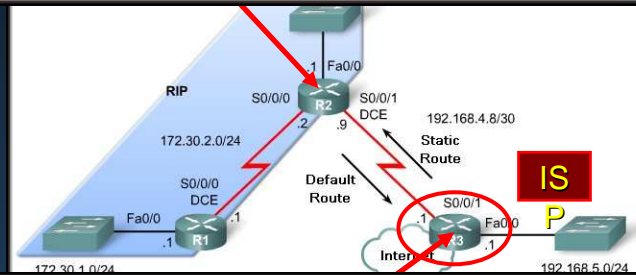 .1 Fa0/0
RIP
S0/0/0
R2
S0/0/1
DCE
192.168.4.8/30
.2
.9
Static
Route
172.30.2.0/24
Default
Route
IS
P
S0/0/0
DCE
S0/0/1
Fa0/0
.1
R1
.1
.1
R3
Fa0/0
.1
Internet
172.30.1.0/24
192.168.5.0/24